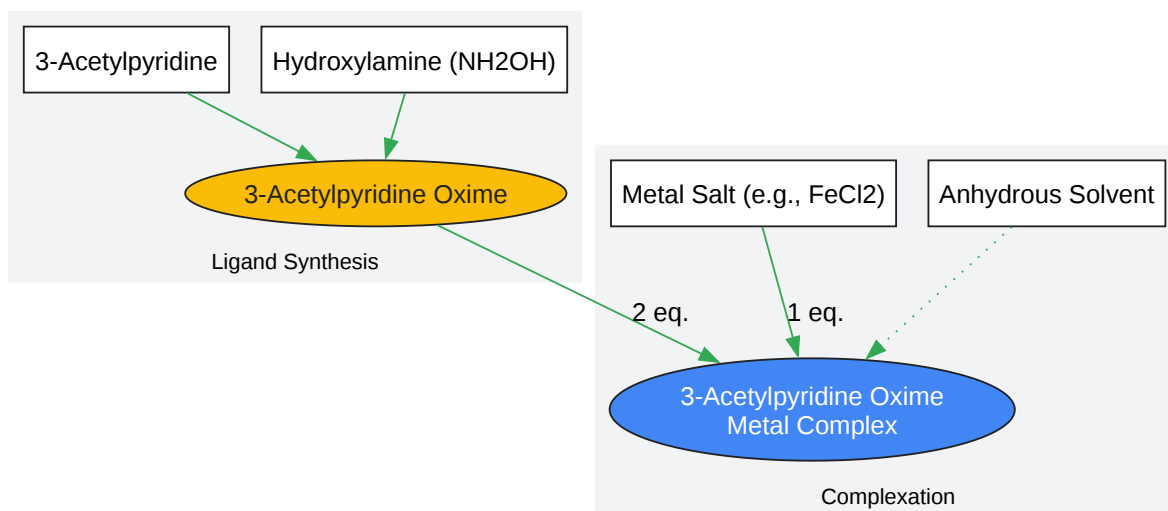 3-Acetylpyridine
Hydroxylamine (NH2OH)
3-Acetylpyridine Oxime
Ligand Synthesis
Metal Salt (e.g., FeCl2)
Anhydrous Solvent
2 eq.
1 eq.
3-Acetylpyridine Oxime
Metal Complex
Complexation